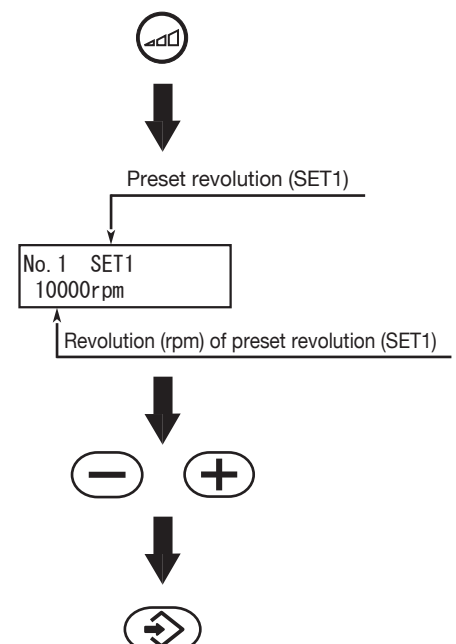 Preset revolution (SET1)
No. 1 SET1
10000rpm
Revolution (rpm) of preset revolution (SET1)